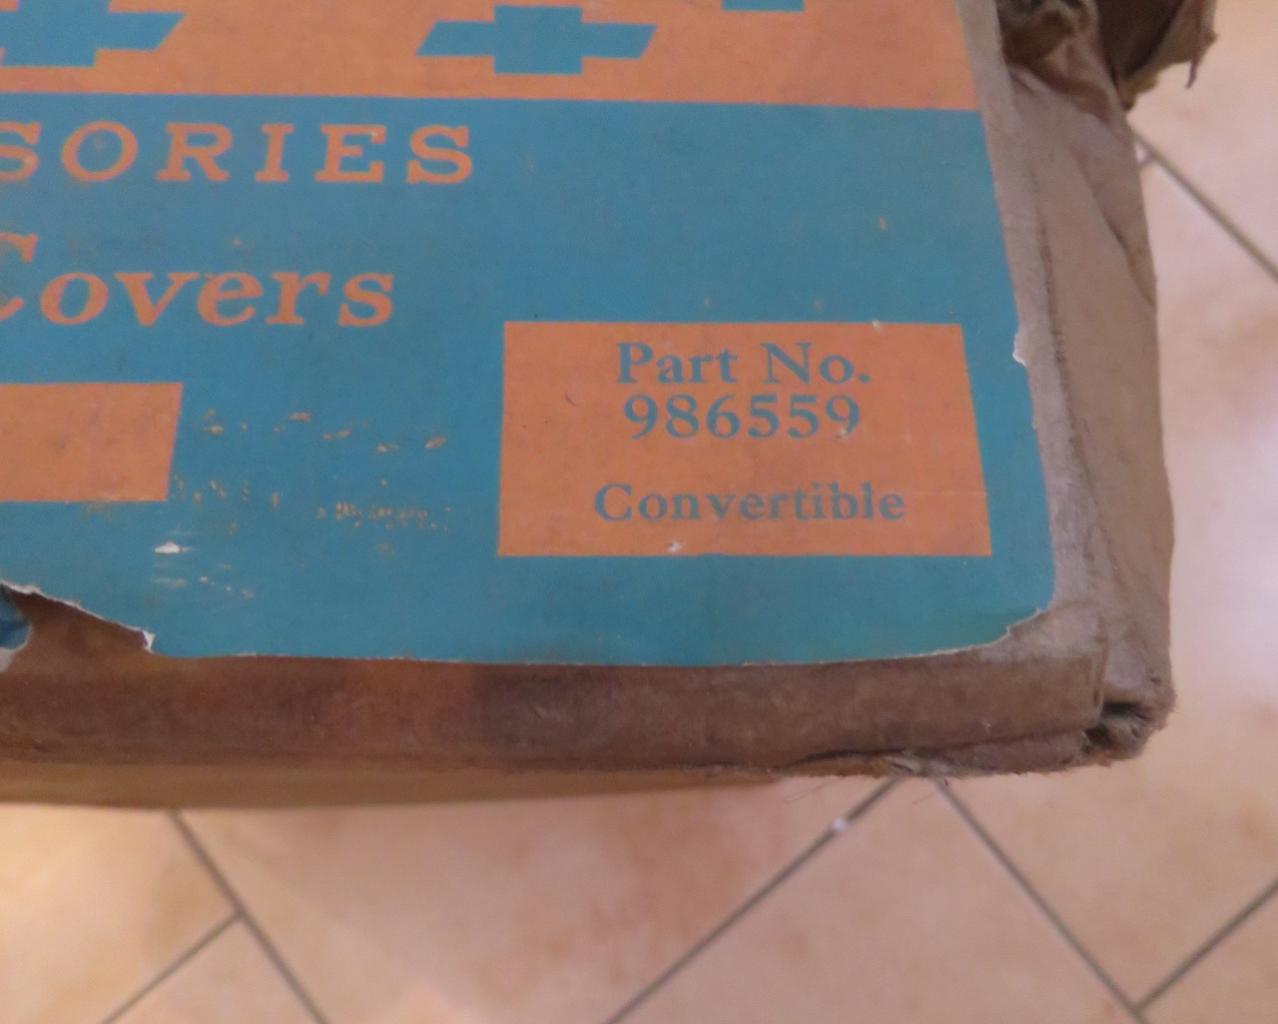 SORIES
Covers
Part No.
986559
Convertible